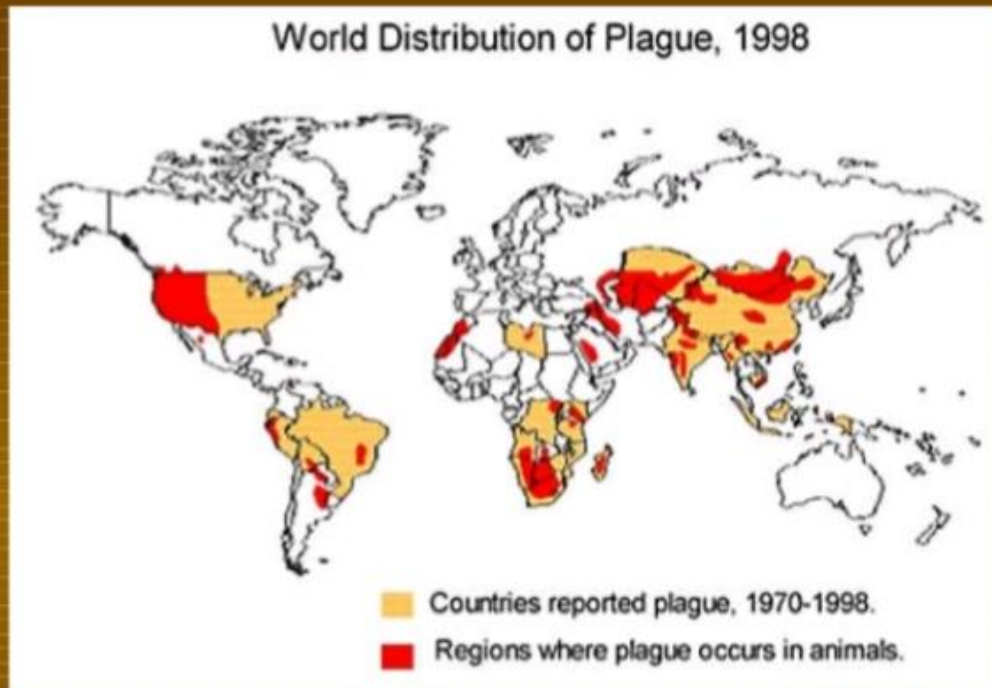 World Distribution of Plague, 1998
Countries reported plague, 1970-1998.
Regions where plague occurs in animals.